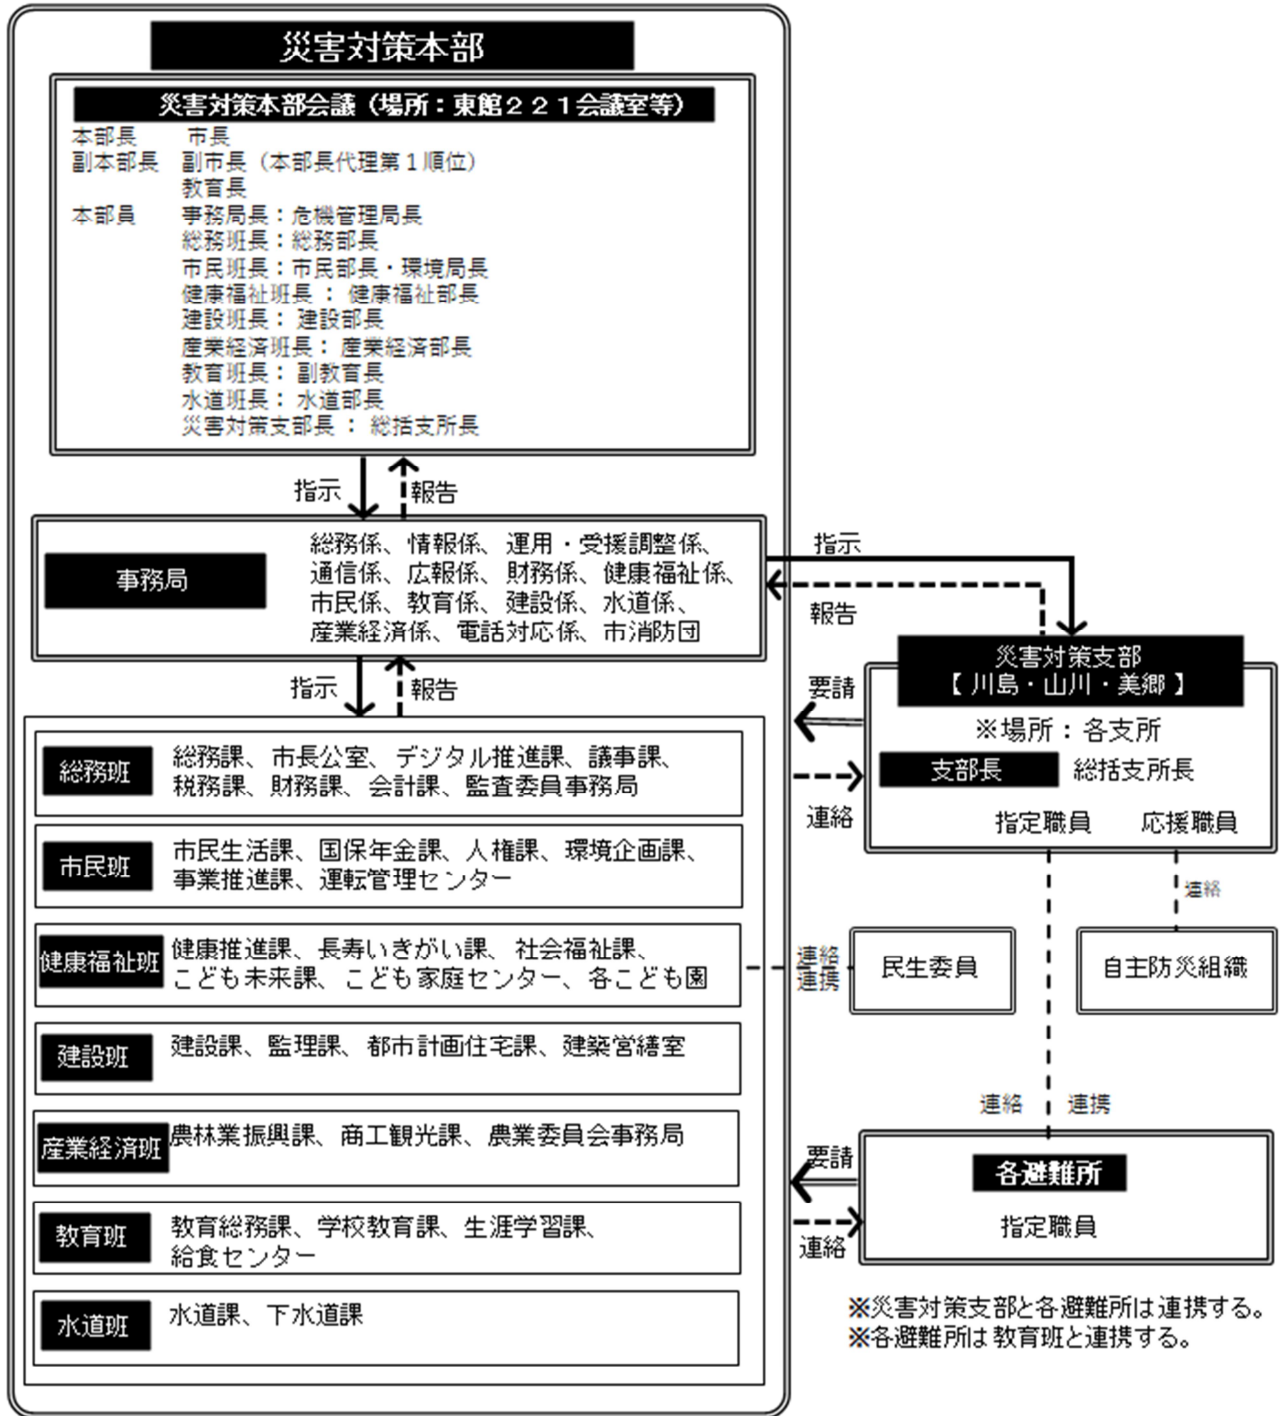 災害対策本部
災害対策本部会議（場所：東館２２１会議室等）
本部長　市長
副本部長　副市長（本部長代理第１順位）
教育長
本部員　事務局長：危機管理局長
総務班長：総務部長
市民班長：市民部長・環境局長
健康福祉班長：健康福祉部長
建設班長：建設部長
産業経済班長：産業経済部長
教育班長：副教育長
水道班長：水道部長
災害対策支部長：総括支所長
指示　報告
事務局
総務係、情報係、運用・受援調整係、
通信係、広報係、財務係、健康福祉係、
市民係、教育係、建設係、水道係、
産業経済係、電話対応係、市消防団
指示
報告
指示　報告
総務班
総務課、市長公室、デジタル推進課、議事課、
税務課、財務課、会計課、監査委員事務局
市民班
市民生活課、国保年金課、人権課、環境企画課、
事業推進課、運転管理センター
健康福祉班
健康推進課、長寿いきがい課、社会福祉課、
こども未来課、こども家庭センター、各こども園
建設班
建設課、監理課、都市計画住宅課、建築営繕室
産業経済班
農林業振興課、商工観光課、農業委員会事務局
教育班
教育総務課、学校教育課、生涯学習課、
給食センター
水道班
水道課、下水道課
災害対策支部
【川島・山川・美郷】
※場所：各支所
支部長　総括支所長
指定職員　応援職員
要請
連絡
連絡
連絡
連携
民生委員
自主防災組織
連絡　連携
要請
連絡
各避難所
指定職員
※災害対策支部と各避難所は連携する。
※各避難所は教育班と連携する。